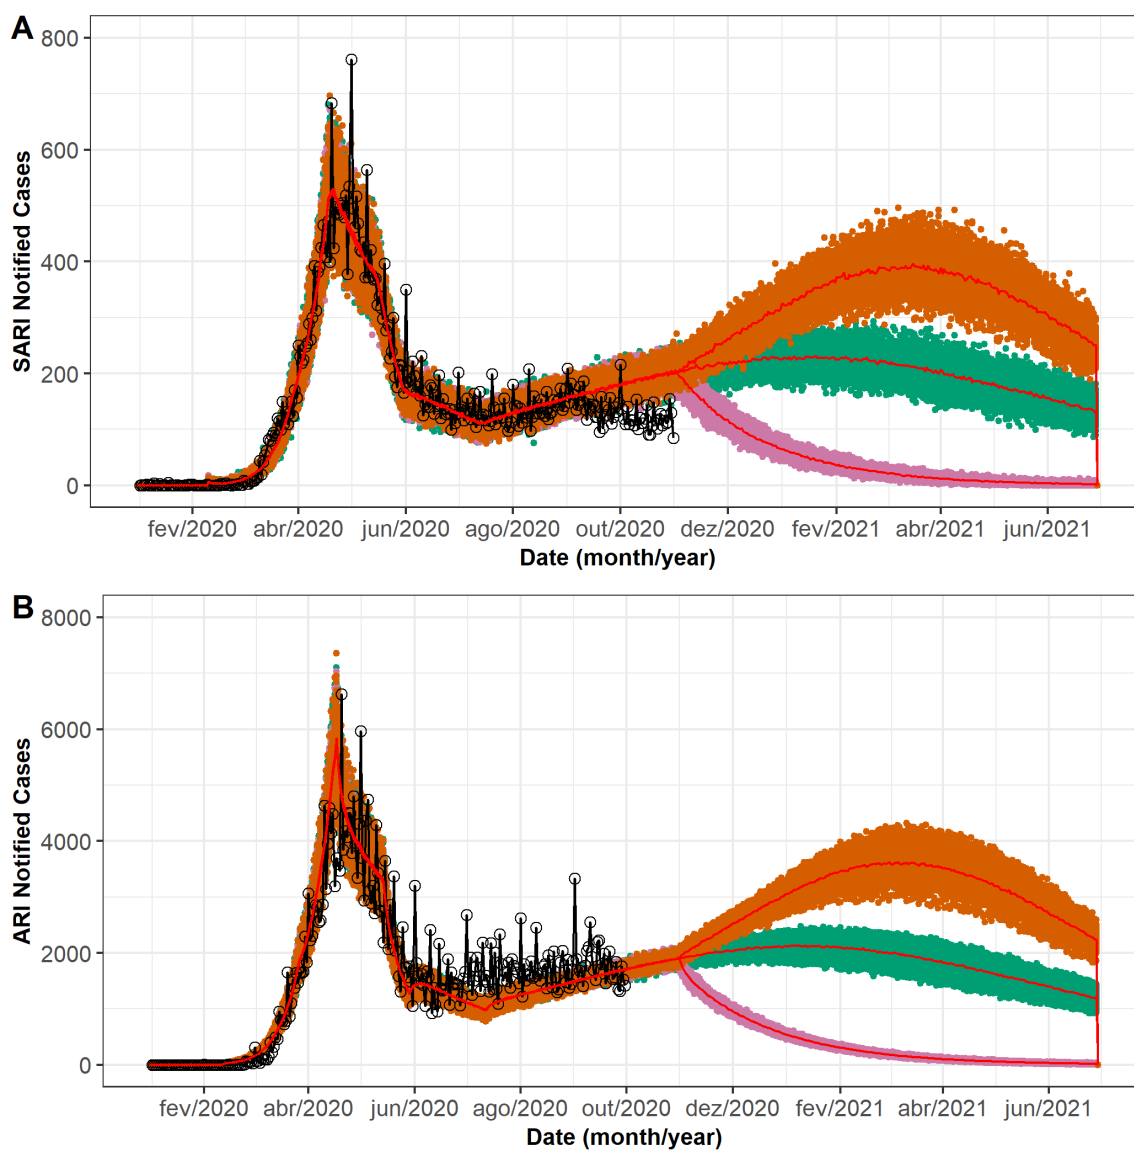 A
SARI Notified Cases
800
600
400
200
0
fev/2020 abr/2020 jun/2020 ago/2020 out/2020 dez/2020 fev/2021 abr/2021 jun/2021
Date (month/year)
B
ARI Notified Cases
8000
6000
4000
2000
0
fev/2020 abr/2020 jun/2020 ago/2020 out/2020 dez/2020 fev/2021 abr/2021 jun/2021
Date (month/year)